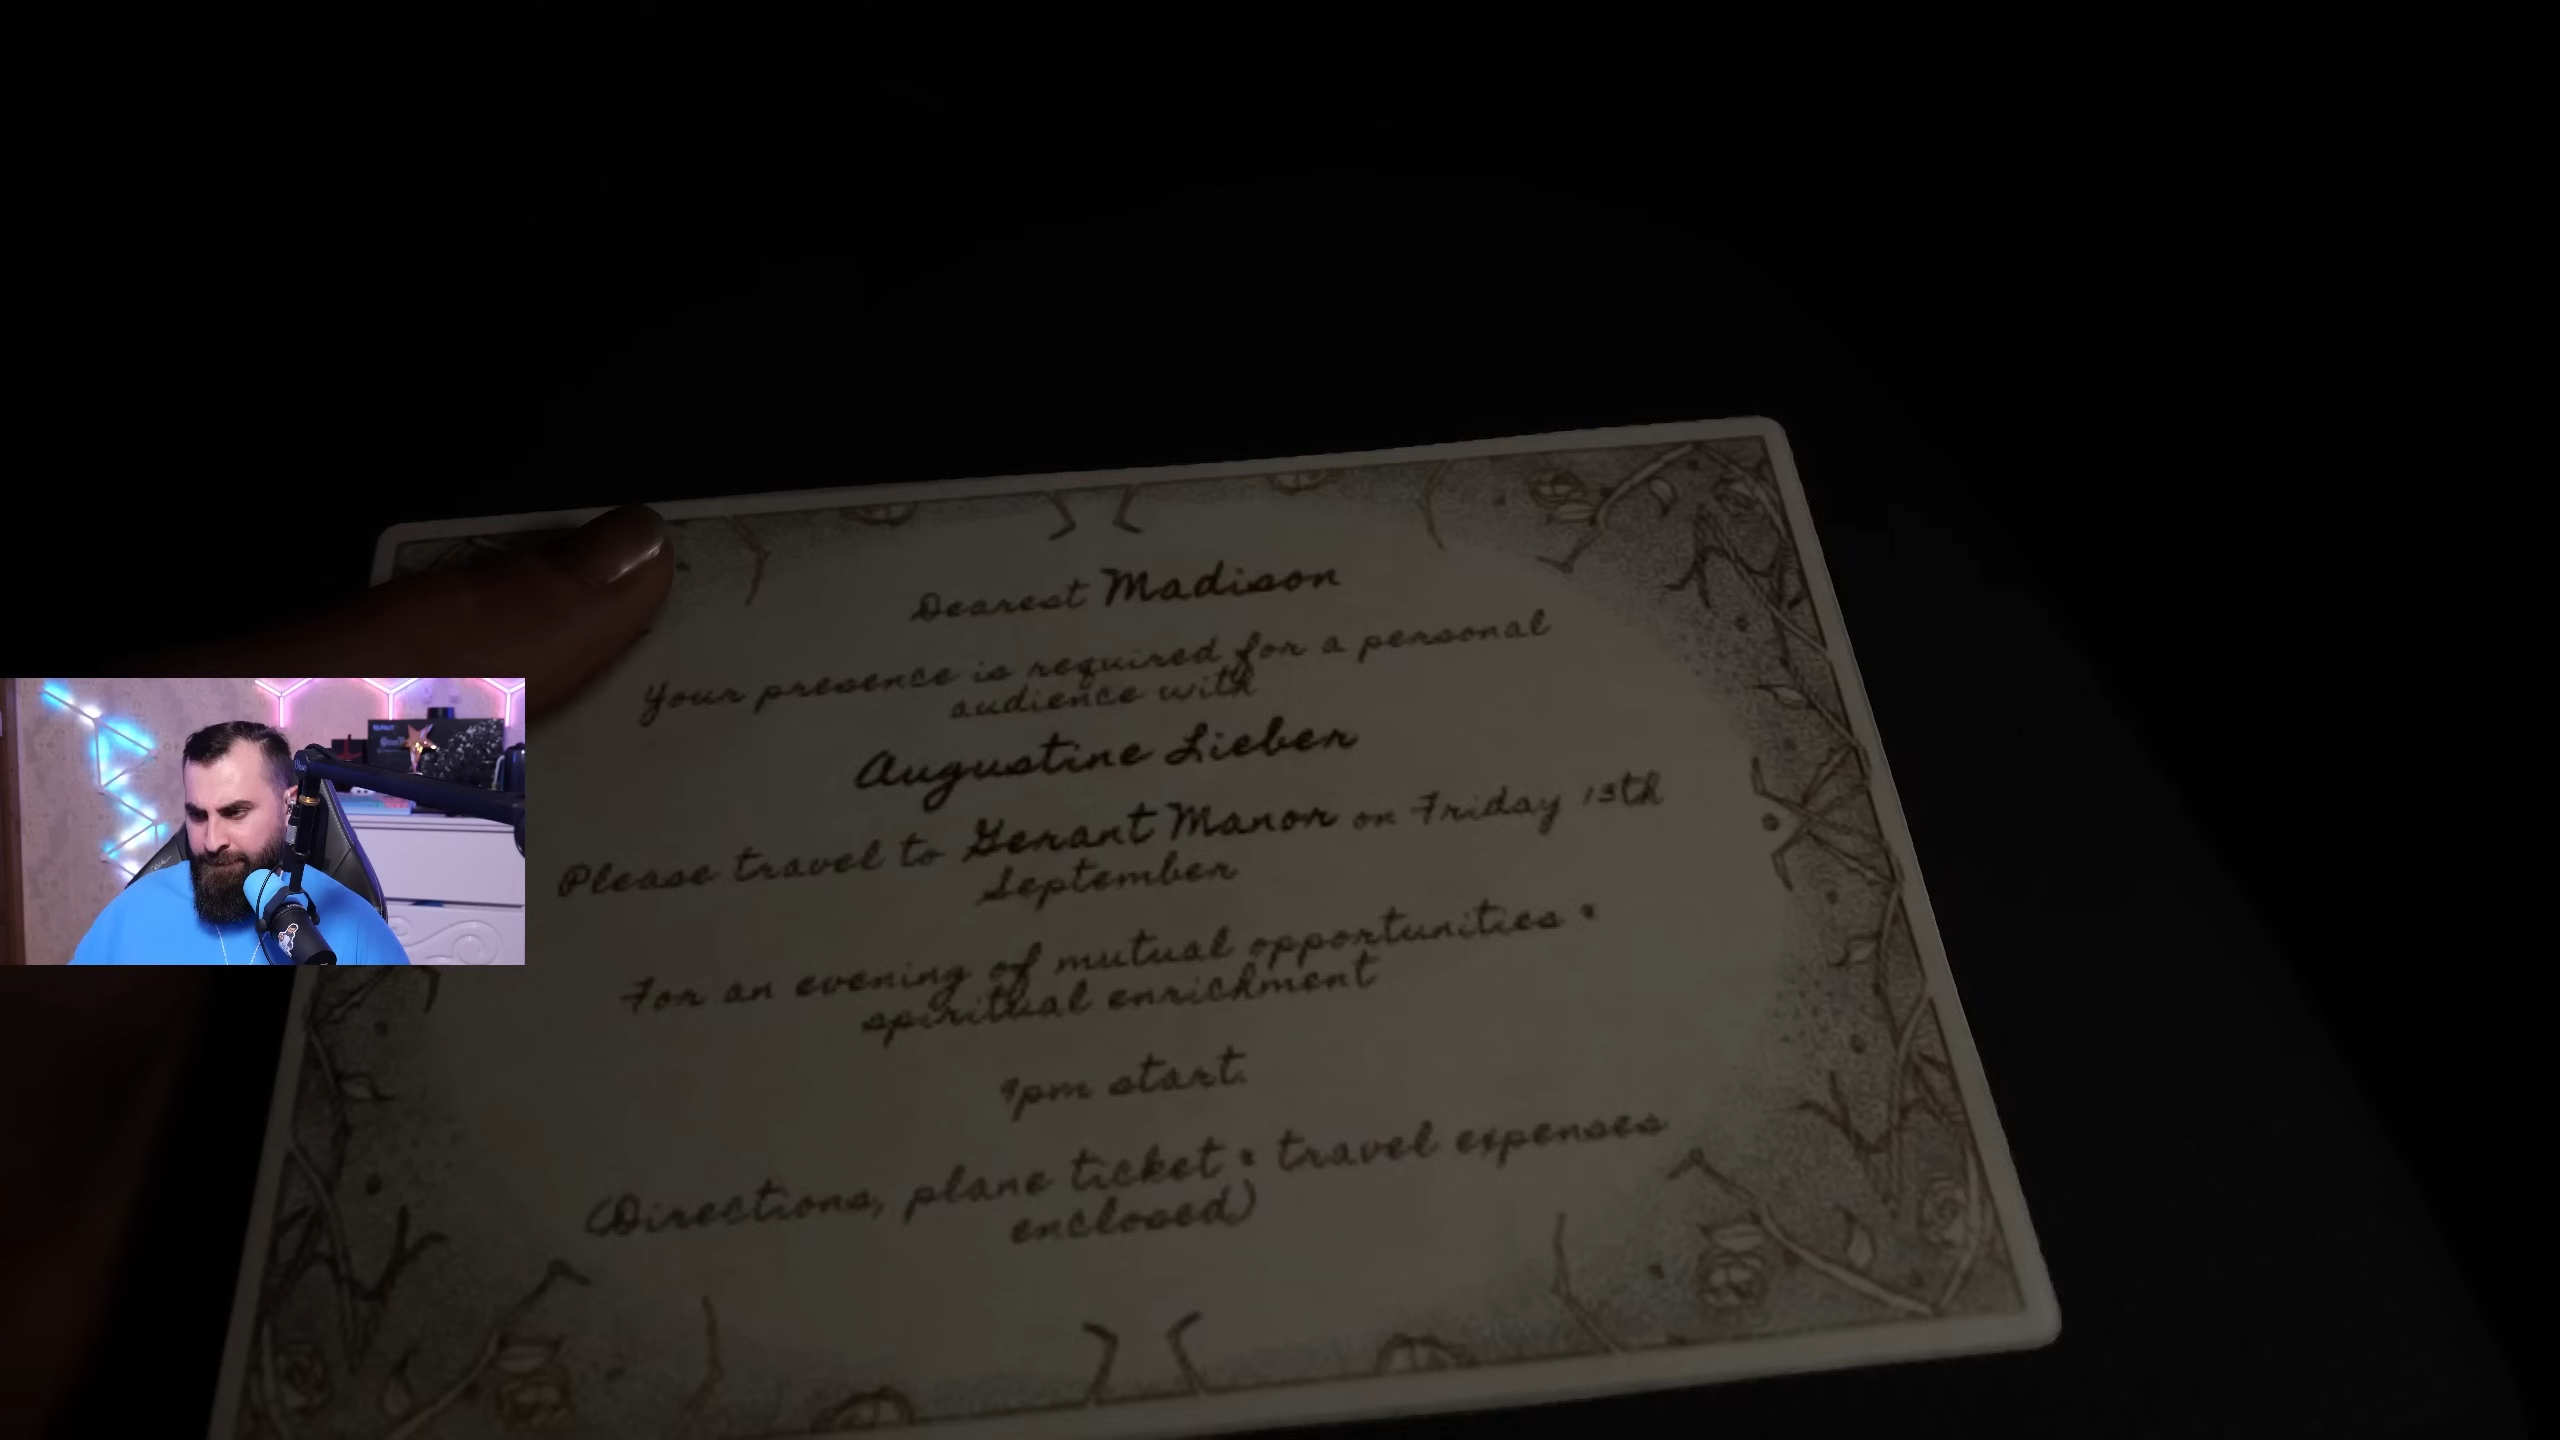 Dearest Madison
Your presence is required for a personal
audience with
Augustine Lieber
Please travel to Gerant Manor on Friday 13th
September
For an evening of mutual opportunities &
spiritual enrichment
9pm start.
(Directions, plane ticket & travel expenses
enclosed)